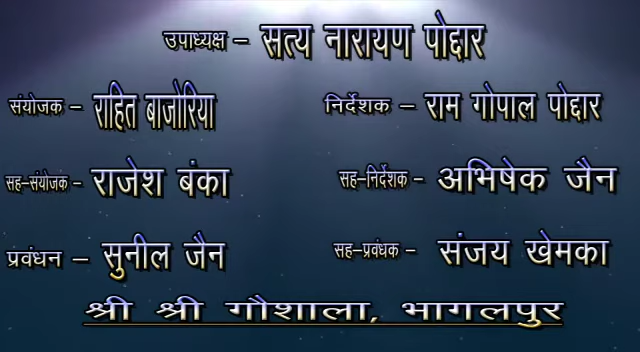 उपाध्यक्ष – सत्य नारायण पोद्दार
संयोजक – राहित बाजोरिया निर्देशक – राम गोपाल पोद्दार
सह-संयोजक - राजेश बंका सह-निर्देशक - अभिषेक जैन
प्रवंधन – सुनील जैन सह-प्रवंधक - संजय खेमका
श्री श्री गौशाला, भागलपुर